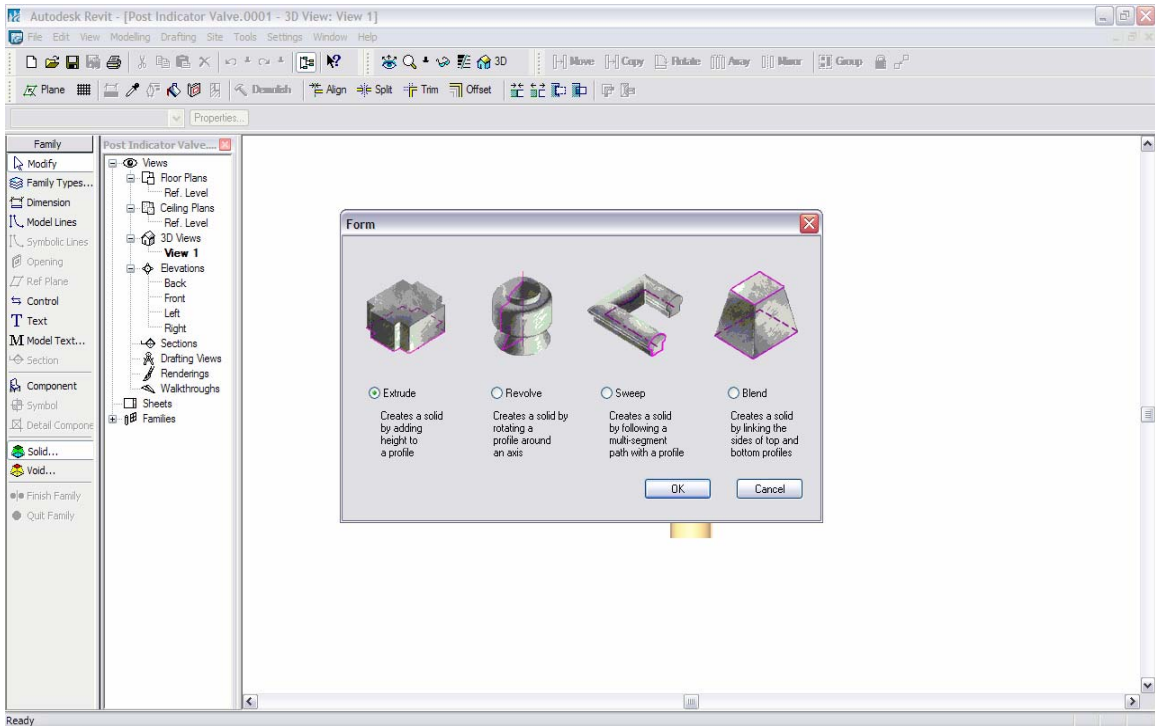 Autodesk Revit - [Post Indicator Valve.0001 - 3D View: View 1]
File Edit View Modeling Drafting Site Tools Settings Window Help
3D Move Copy Rotate Array Mirror Group
Plane Demolish Align Split Trim Offset
Properties...
Family
Modify
Family Types...
Dimension
Model Lines
Symbolic Lines
Opening
Ref Plane
Control
Text
Model Text...
Section
Component
Symbol
Detail Compone
Solid...
Void...
Finish Family
Quit Family
Post Indicator Valve....
Views
Floor Plans
Ref. Level
Ceiling Plans
Ref. Level
3D Views
View 1
Elevations
Back
Front
Left
Right
Sections
Drafting Views
Renderings
Walkthroughs
Sheets
Families
Form
Extrude
Creates a solid
by adding
height to
a profile
Revolve
Creates a solid by
rotating a
profile around
an axis
Sweep
Creates a solid
by following a
multi-segment
path with a profile
Blend
Creates a solid
by linking the
sides of top and
bottom profiles
OK Cancel
Ready